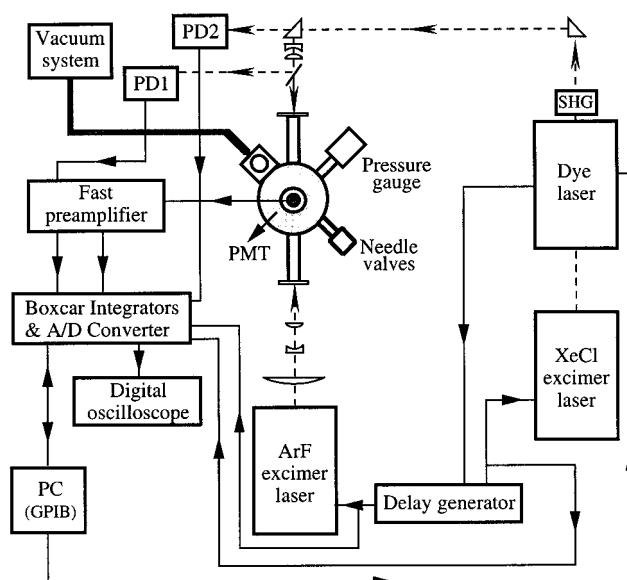 PD2
Vacuum
system
PD1
SHG
Pressure
gauge
Dye
laser
Fast
preamplifier
PMT
Needle
valves
Boxcar Integrators
& A/D Converter
XeCl
excimer
laser
Digital
oscilloscope
ArF
excimer
laser
PC
(GPIB)
Delay generator